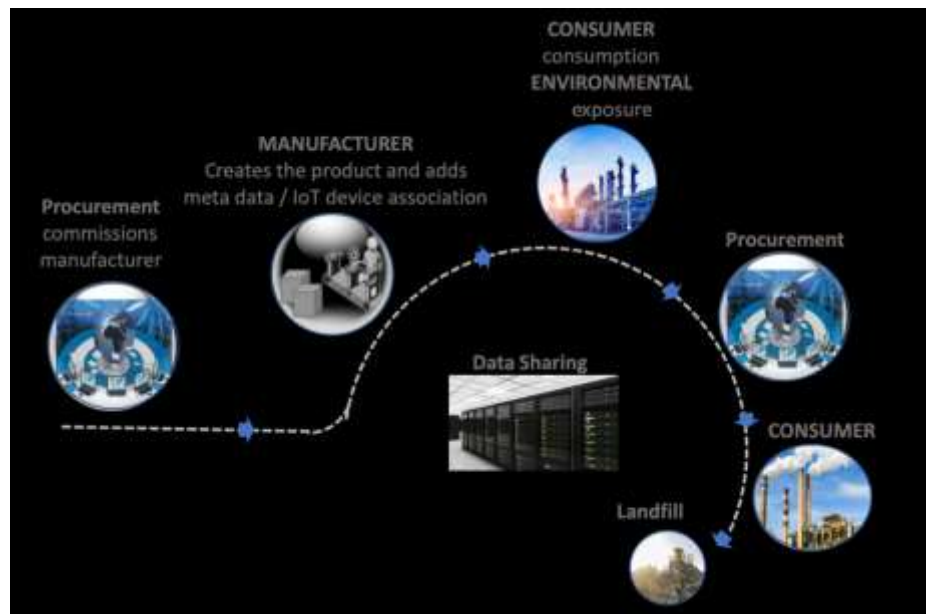 CONSUMER
consumption
ENVIRONMENTAL
exposure
MANUFACTURER
Creates the product and adds
meta data / IoT device association
Procurement
commissions
manufacturer
Procurement
Data Sharing
CONSUMER
Landfill